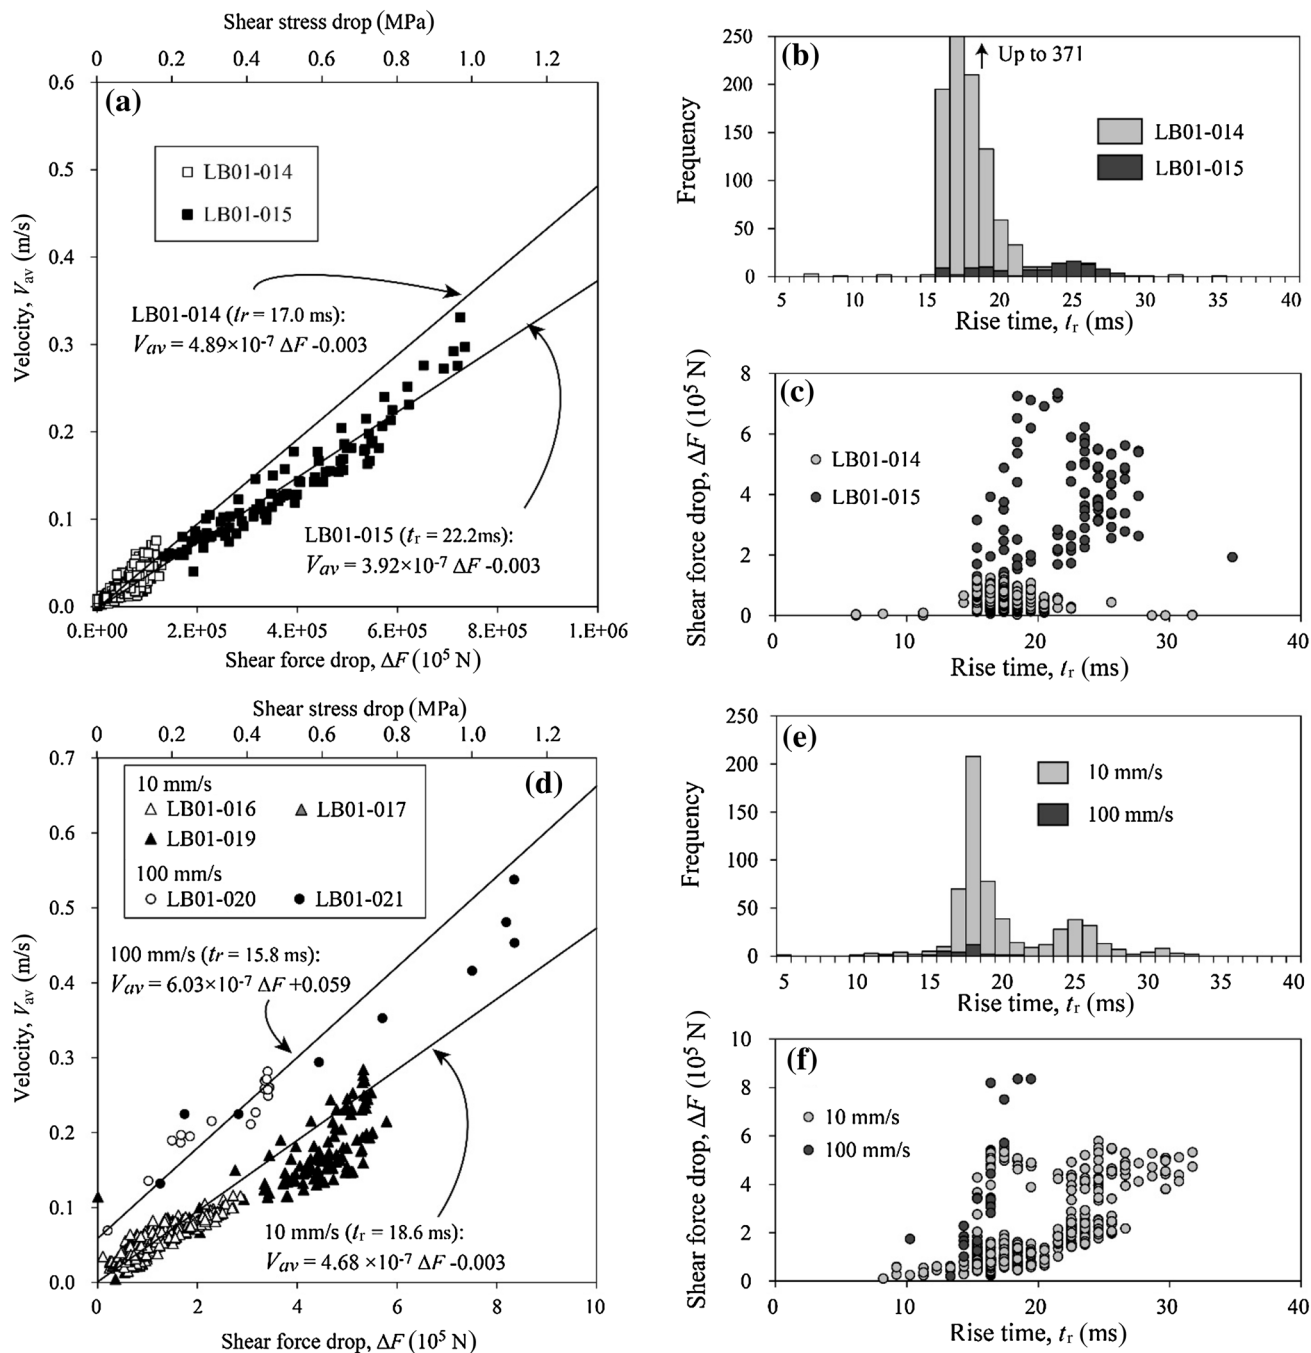 Shear stress drop (MPa)
0 0.2 0.4 0.6 0.8 1.0 1.2
(a)
0.6
0.5
0.4
0.3
0.2
0.1
0.0
Velocity, Vav (m/s)
LB01-014
LB01-015
LB01-014 (tr = 17.0 ms):
Vav = 4.89×10-7 ΔF -0.003
LB01-015 (tr = 22.2ms):
Vav = 3.92×10-7 ΔF -0.003
0.E+00 2.E+05 4.E+05 6.E+05 8.E+05 1.E+06
Shear force drop, ΔF (10^5 N)
(b)
Up to 371
250
200
150
100
50
0
Frequency
LB01-014
LB01-015
5 10 15 20 25 30 35 40
Rise time, tr (ms)
(c)
8
6
4
2
0
Shear force drop, ΔF (10^5 N)
LB01-014
LB01-015
0 10 20 30 40
Rise time, tr (ms)
Shear stress drop (MPa)
0 0.2 0.4 0.6 0.8 1.0 1.2
(d)
0.7
0.6
0.5
0.4
0.3
0.2
0.1
0.0
Velocity, Vav (m/s)
10 mm/s
LB01-016 LB01-017
LB01-019
100 mm/s
LB01-020 LB01-021
100 mm/s (tr = 15.8 ms):
Vav = 6.03×10-7 ΔF +0.059
10 mm/s (tr = 18.6 ms):
Vav = 4.68 ×10-7 ΔF -0.003
0 2 4 6 8 10
Shear force drop, ΔF (10^5 N)
(e)
250
200
150
100
50
0
Frequency
10 mm/s
100 mm/s
5 10 15 20 25 30 35 40
Rise time, tr (ms)
(f)
10
8
6
4
2
0
Shear force drop, ΔF (10^5 N)
10 mm/s
100 mm/s
0 10 20 30 40
Rise time, tr (ms)